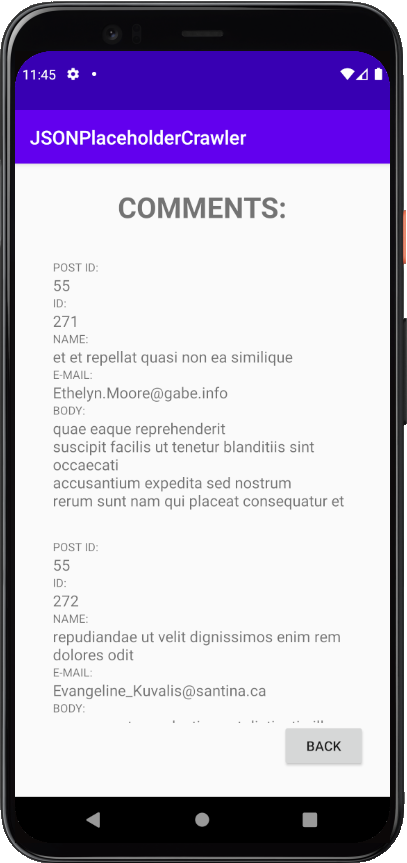 11:45
JSONPlaceholderCrawler
COMMENTS:
POST ID:
55
ID:
271
NAME:
et et repellat quasi non ea similique
E-MAIL:
Ethelyn.Moore@gabe.info
BODY:
quae eaque reprehenderit
suscipit facilis ut tenetur blanditiis sint
occaecati
accusantium expedita sed nostrum
rerum sunt nam qui placeat consequatur et
POST ID:
55
ID:
272
NAME:
repudiandae ut velit dignissimos enim rem
dolores odit
E-MAIL:
Evangeline_Kuvalis@santina.ca
BODY:
BACK